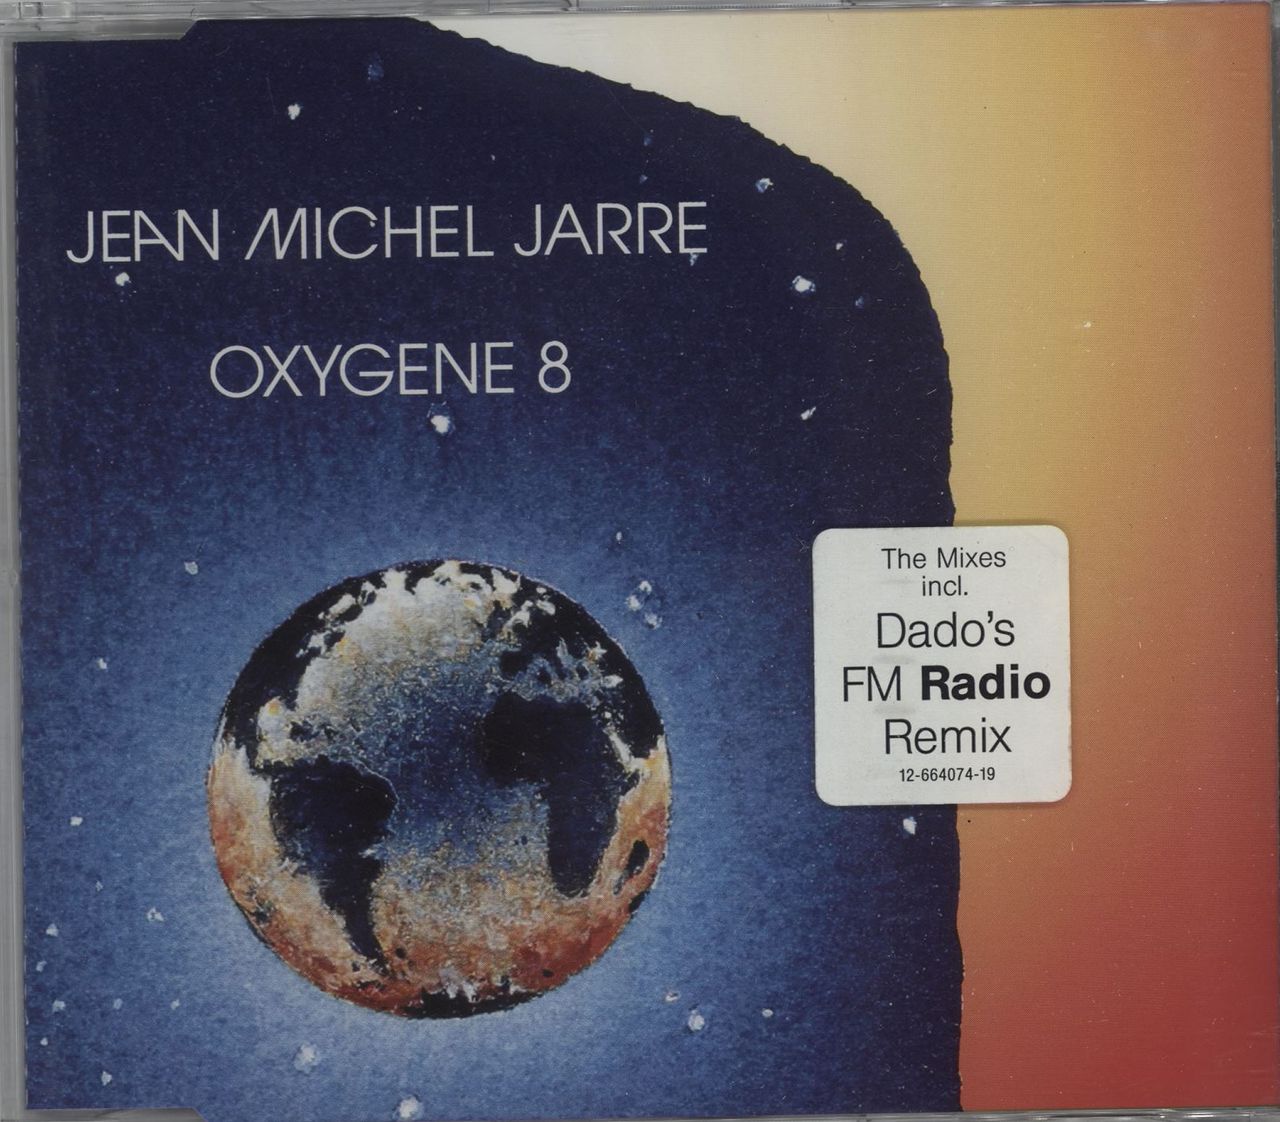 JEAN MICHEL JARRE
OXYGENE 8
The Mixes
incl.
Dado's
FM Radio
Remix
12-664074-19